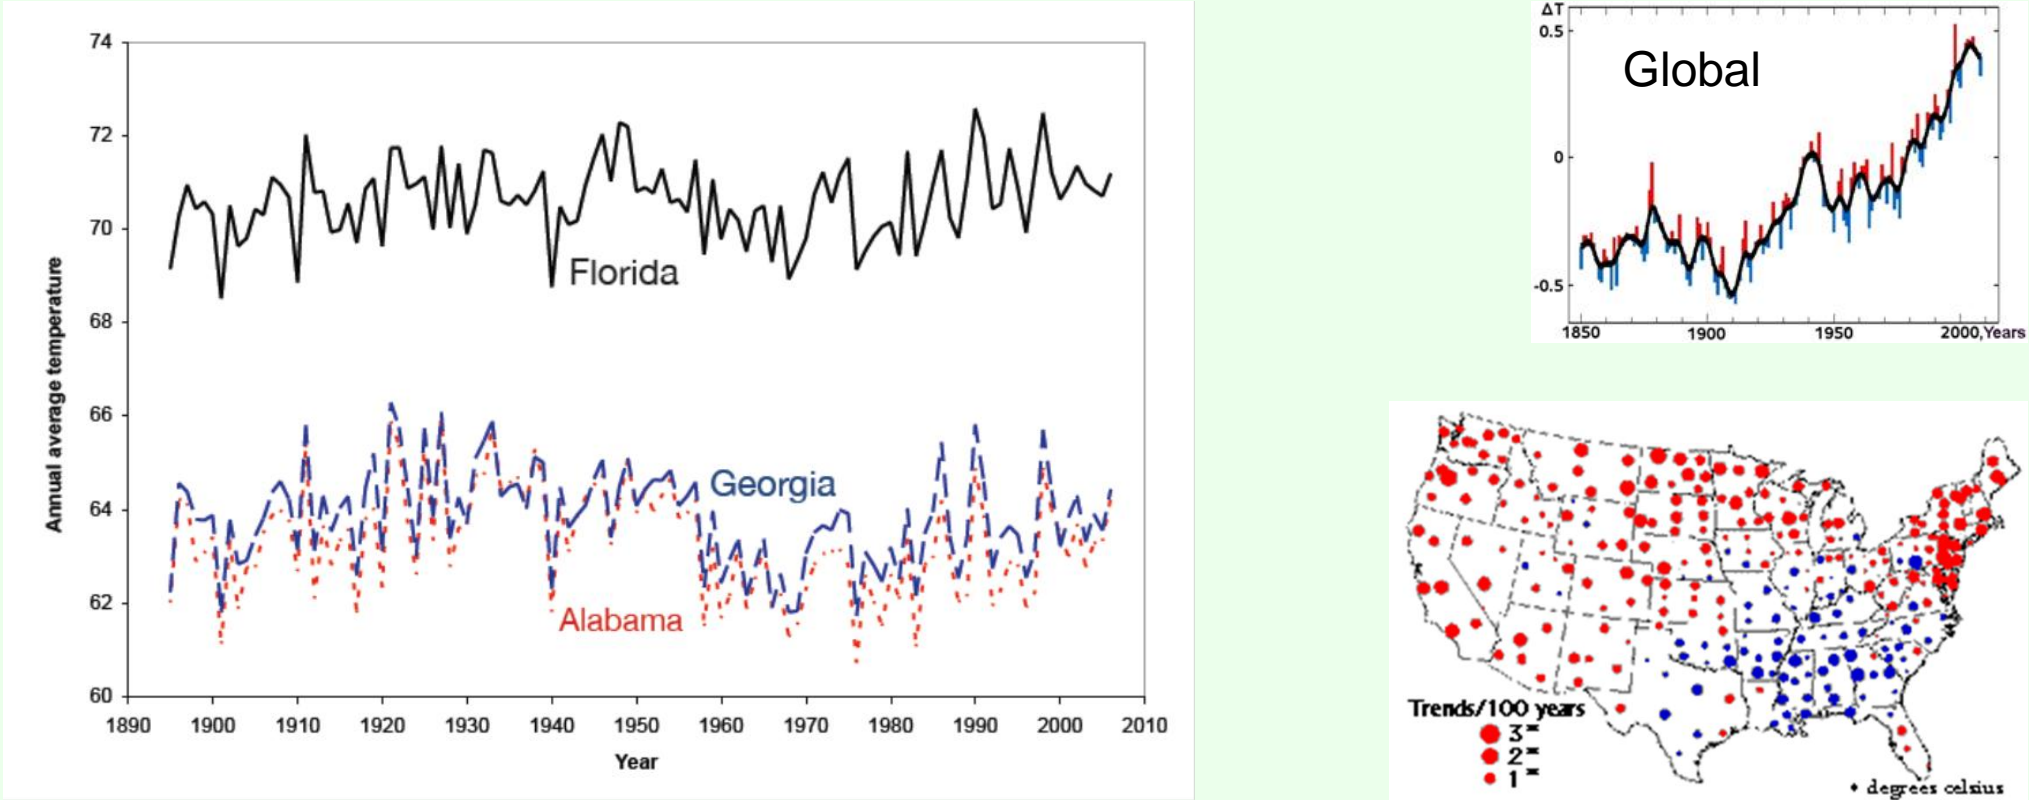 74
72
70
68
66
64
62
60
Annual average temperature
Florida
Georgia
Alabama
1890 1900 1910 1920 1930 1940 1950 1960 1970 1980 1990 2000 2010
Year
ΔT
0.5
0
-0.5
Global
1850 1900 1950 2000, Years
Trends/100 years
3*
2*
1*
* degrees celsius